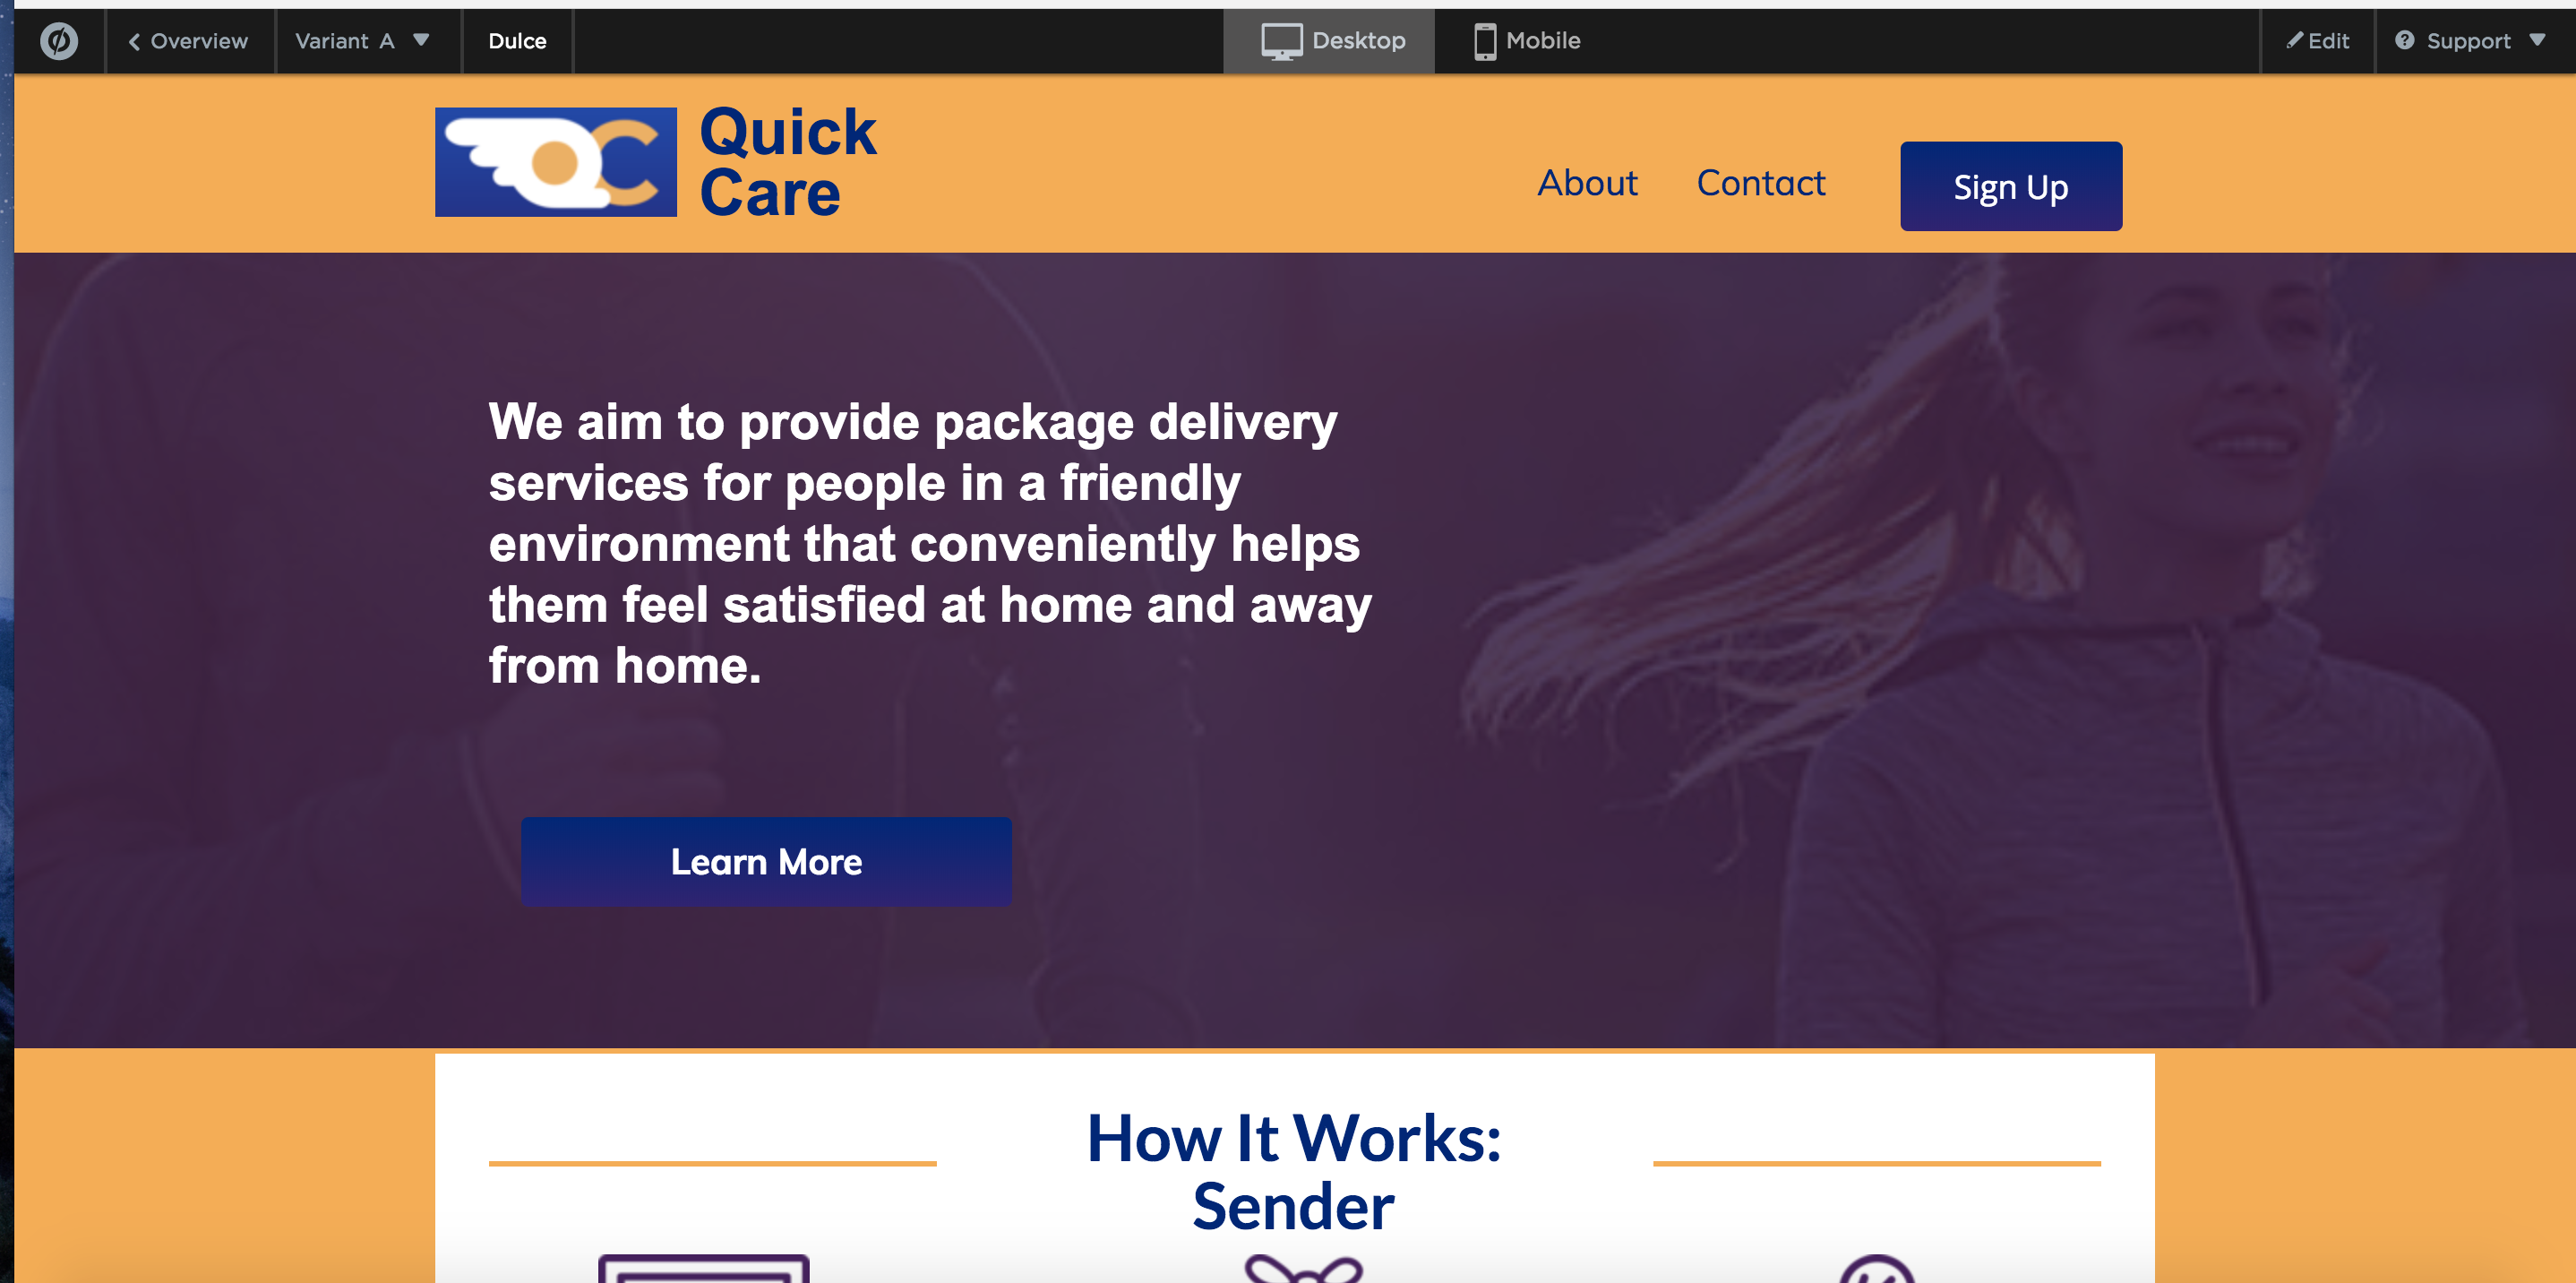 Overview
Variant A
Dulce
Desktop
Mobile
Edit
Support
QC
Quick
Care
About
Contact
Sign Up
We aim to provide package delivery
services for people in a friendly
environment that conveniently helps
them feel satisfied at home and away
from home.
Learn More
How It Works:
Sender